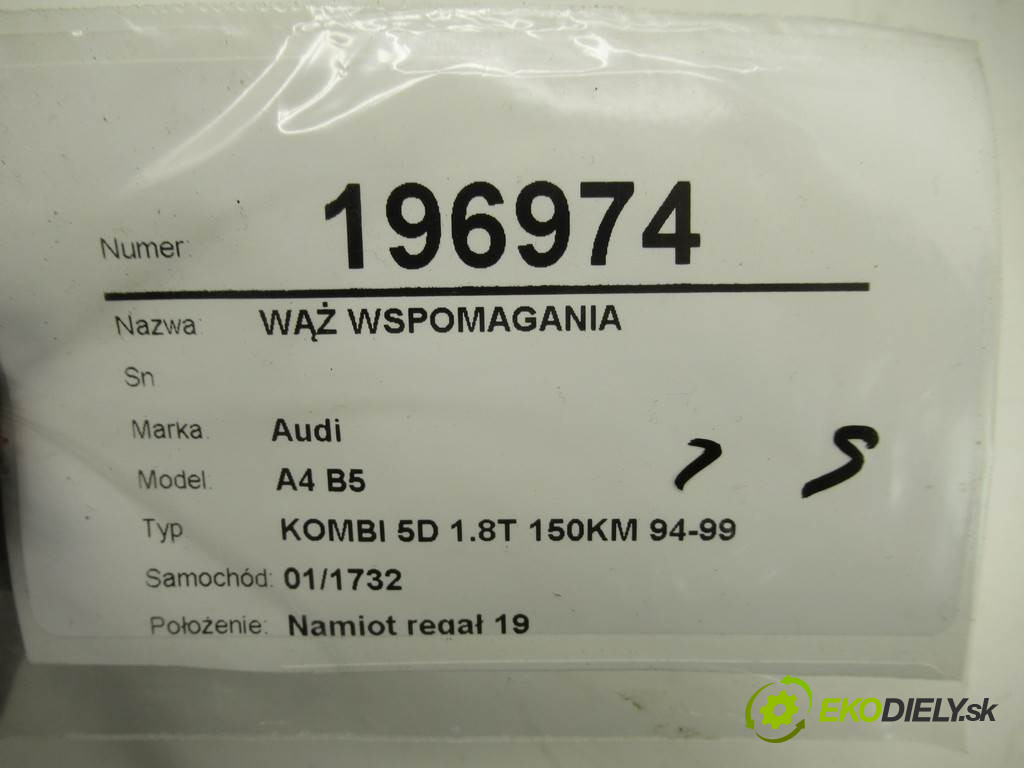 Numer: 196974
Nazwa: WĄŻ WSPOMAGANIA
Sn
Marka: Audi
Model: A4 B5
Typ KOMBI 5D 1.8T 150KM 94-99
Samochód: 01/1732
Położenie: Namiot regał 19
EKODIELY.sk